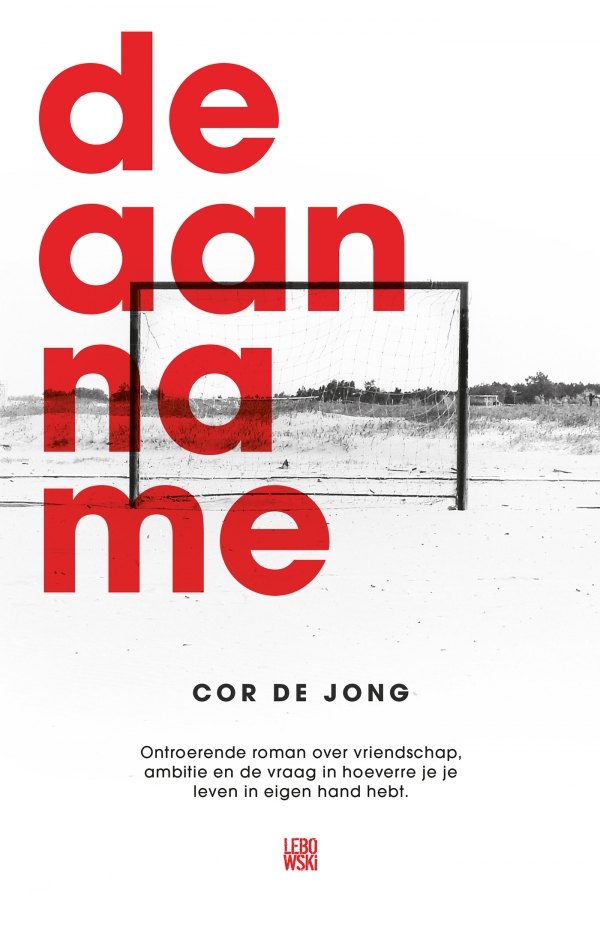 de
aan
na
me
COR DE JONG
Ontroerende roman over vriendschap,
ambitie en de vraag in hoeverre je je
leven in eigen hand hebt.
LEBO
WSKi